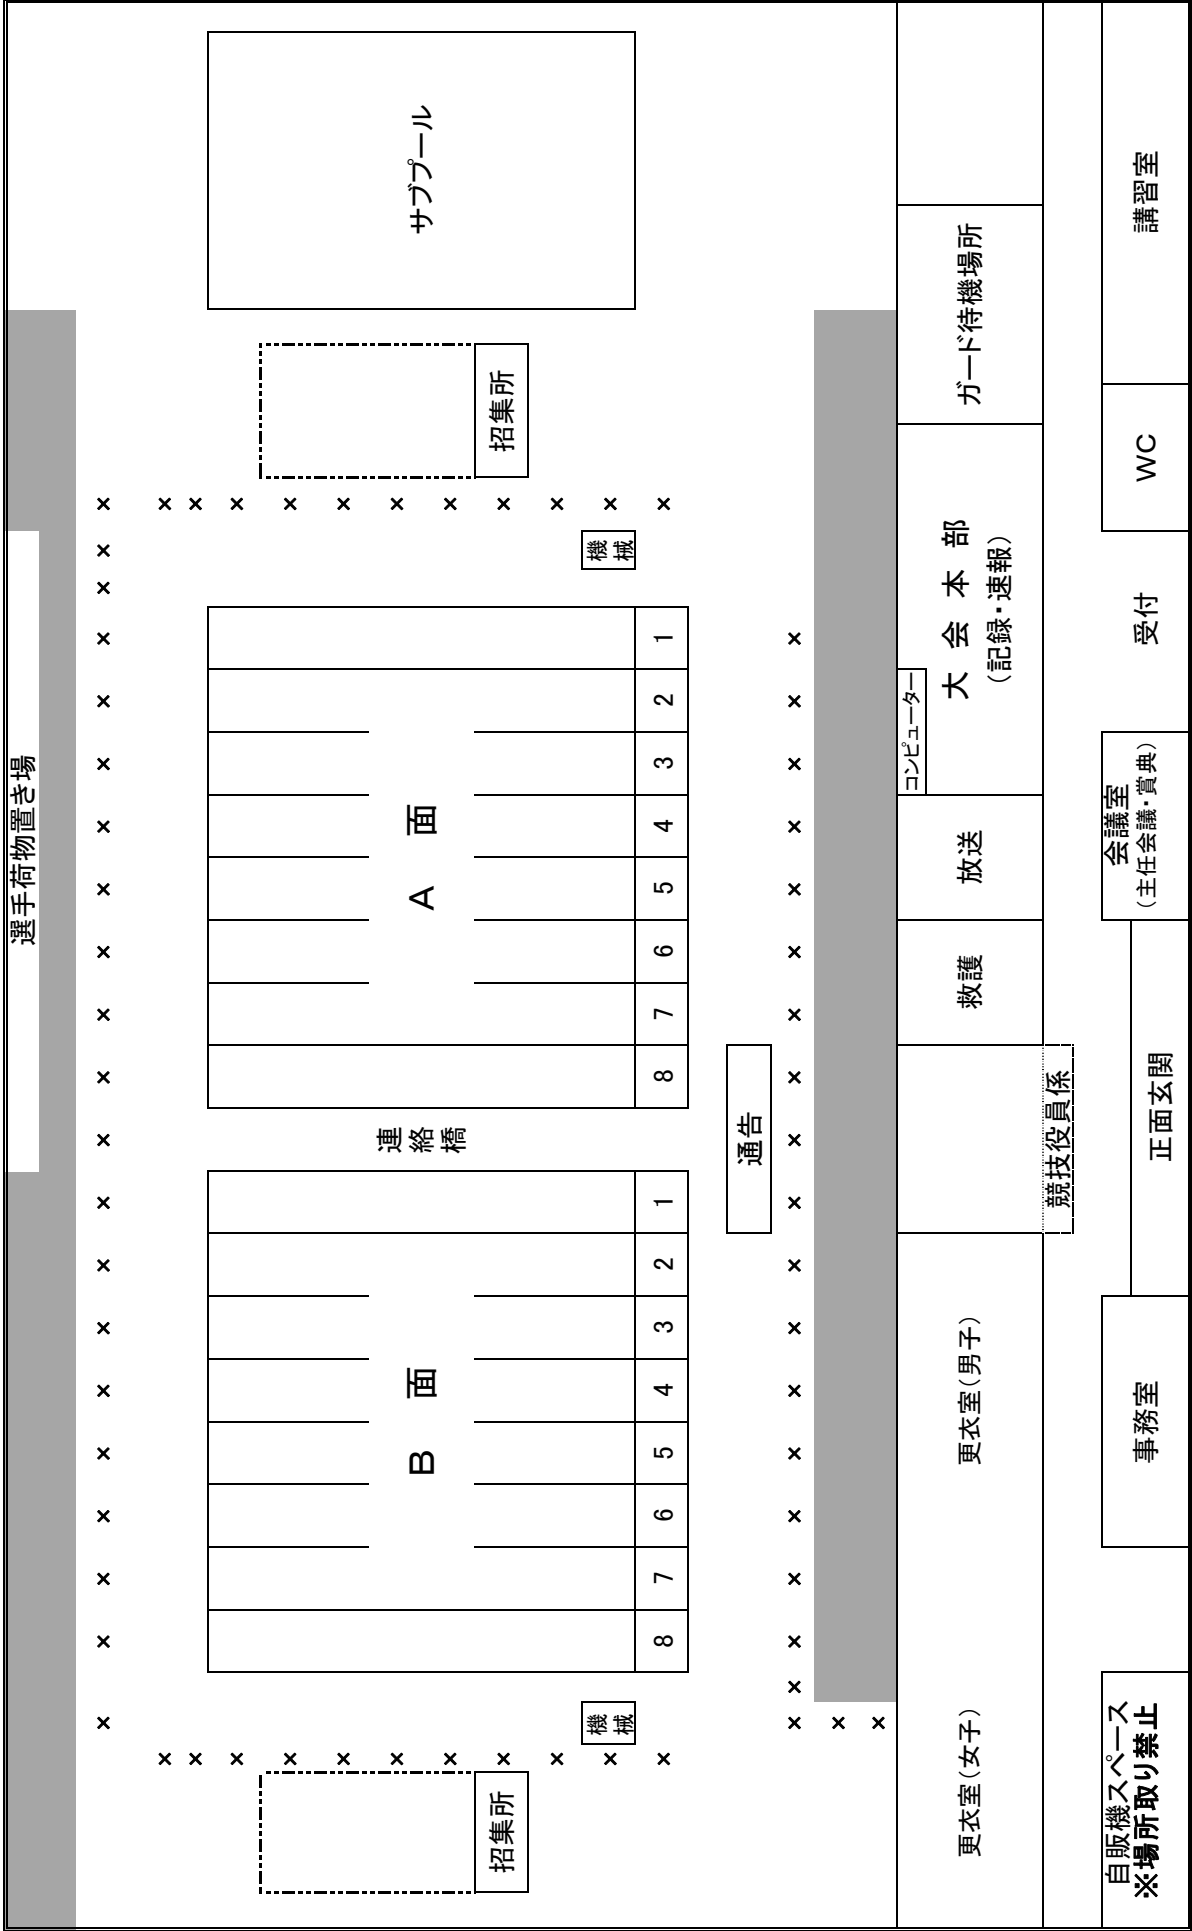 選手荷物置き場
B 面
連絡橋
A 面
サブプール
招集所
招集所
機械
機械
8 7 6 5 4 3 2 1
8 7 6 5 4 3 2 1
通告
コンピューター
更衣室(女子)
更衣室(男子)
救護
放送
大 会 本 部
(記録・速報)
ガード待機場所
競技役員係
自販機スペース
※場所取り禁止
事務室
正面玄関
会議室
(主任会議・賞典)
受付
WC
講習室